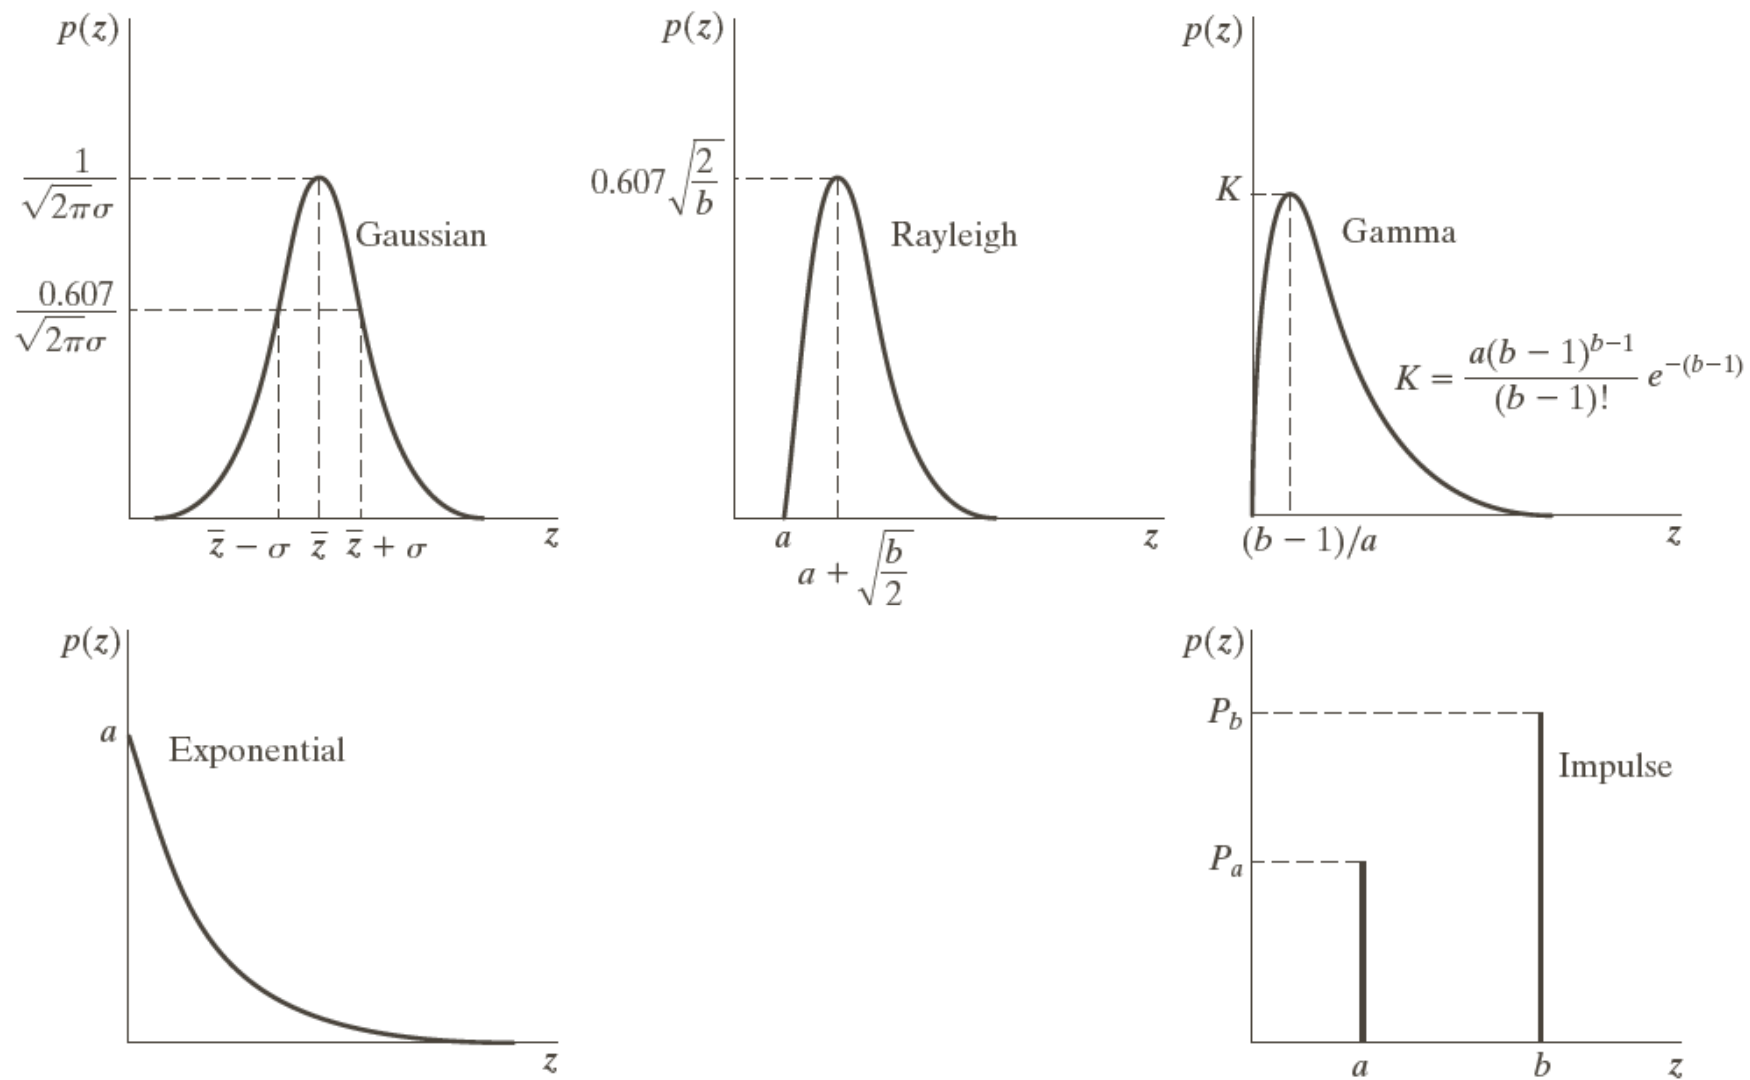 p(z)
1/√2πσ
Gaussian
0.607/√2πσ
z̅ − σ z̅ z̅ + σ z
p(z)
0.607√2/b
Rayleigh
a z
a + √b/2
p(z)
K
Gamma
K = a(b − 1)^{b−1}/(b − 1)! e^{−(b−1)}
(b − 1)/a z
p(z)
a
Exponential
z
p(z)
P_b
Impulse
P_a
a b z